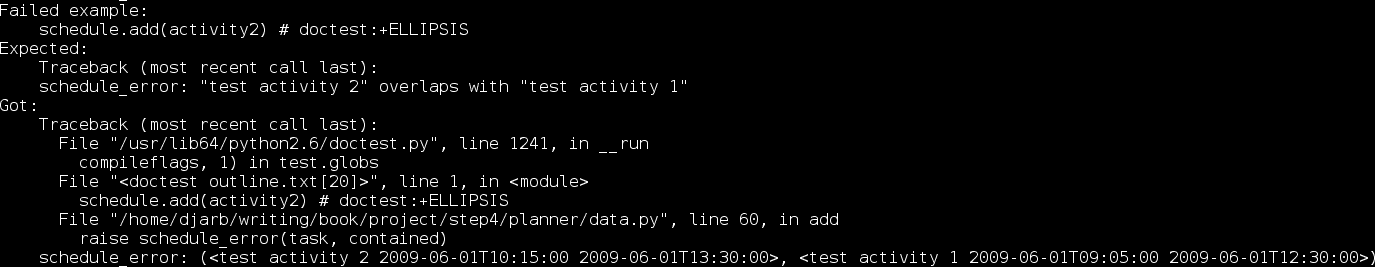 Failed example:
    schedule.add(activity2) # doctest:+ELLIPSIS
Expected:
    Traceback (most recent call last):
    schedule_error: "test activity 2" overlaps with "test activity 1"
Got:
    Traceback (most recent call last):
      File "/usr/lib64/python2.6/doctest.py", line 1241, in __run
        compileflags, 1) in test.globs
      File "<doctest outline.txt[20]>", line 1, in <module>
        schedule.add(activity2) # doctest:+ELLIPSIS
      File "/home/djarb/writing/book/project/step4/planner/data.py", line 60, in add
        raise schedule_error(task, contained)
    schedule_error: (<test activity 2 2009-06-01T10:15:00 2009-06-01T13:30:00>, <test activity 1 2009-06-01T09:05:00 2009-06-01T12:30:00>)